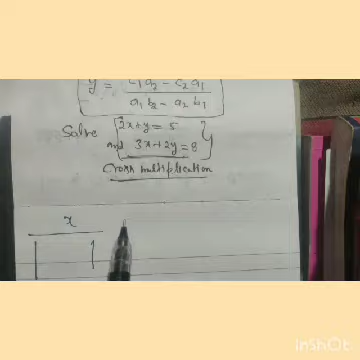 y = c₁a₂ - c₂a₁ / a₁b₂ - a₂b₁
Solve 2x+y = 5
and 3x+2y = 8
Cross multiplication
x
InShot